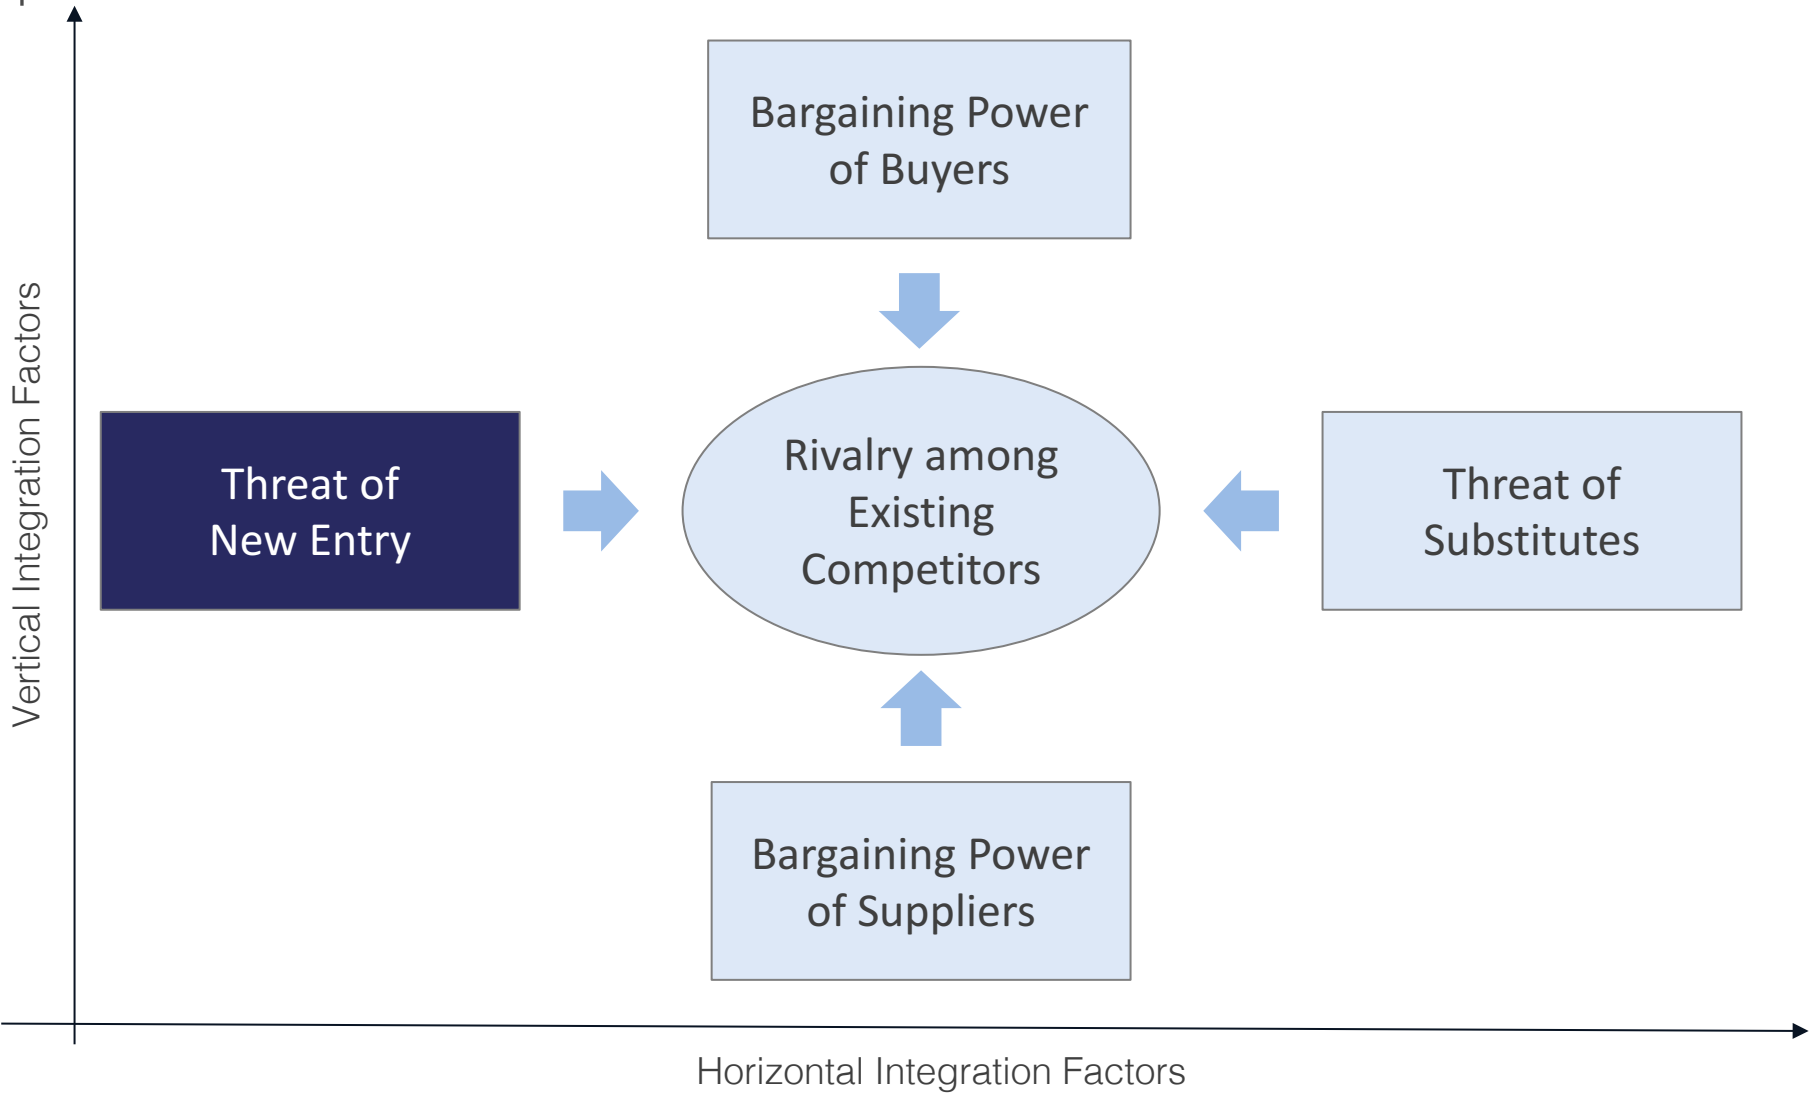 Bargaining Power
of Buyers
Vertical Integration Factors
Threat of
New Entry
Rivalry among
Existing
Competitors
Threat of
Substitutes
Bargaining Power
of Suppliers
Horizontal Integration Factors